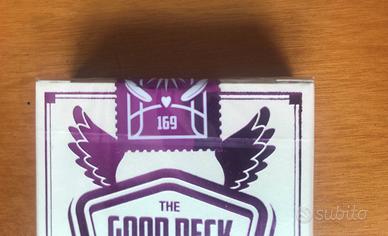 169
THE
GOOD DECK
subito